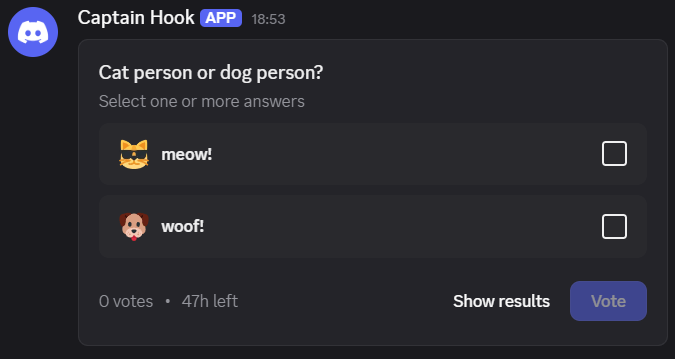 Captain Hook APP 18:53
Cat person or dog person?
Select one or more answers
meow!
woof!
0 votes • 47h left Show results Vote